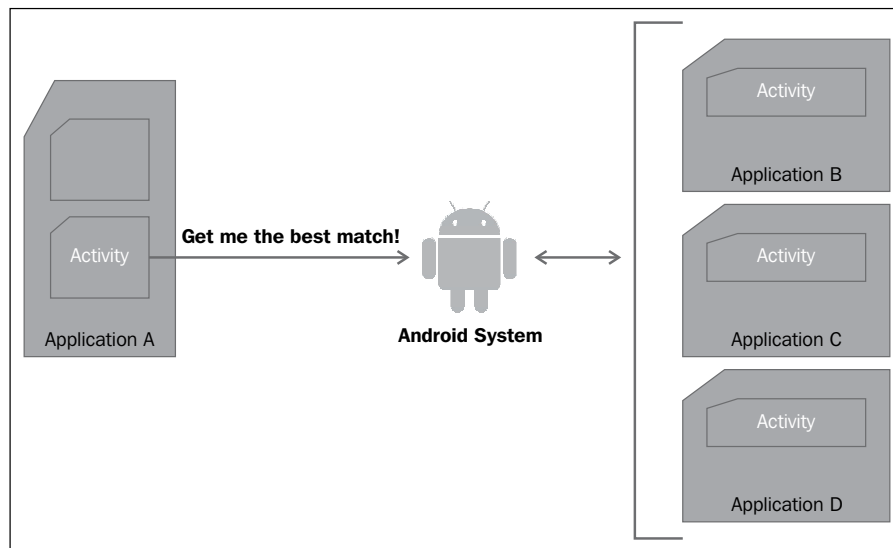 Activity
Application A
Get me the best match!
Android System
Activity
Application B
Activity
Application C
Activity
Application D